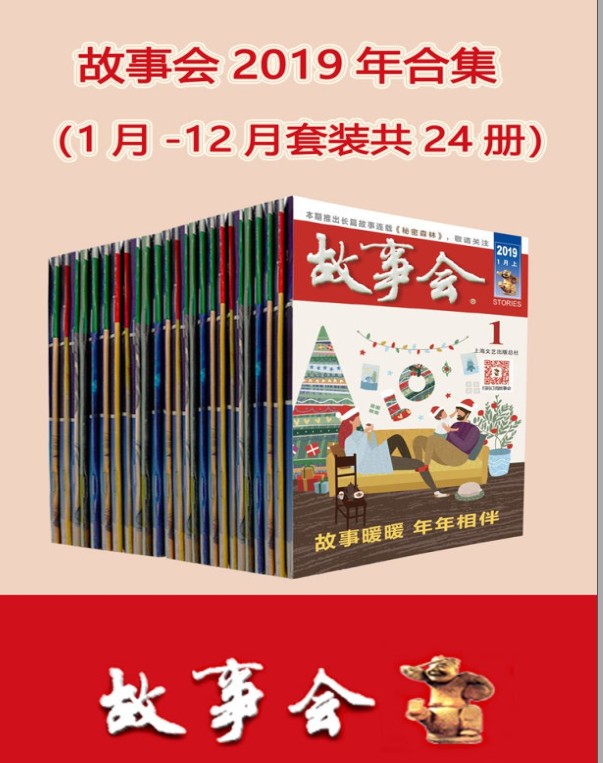 故事会 2019 年合集
(1 月 -12 月套装共 24 册)
本期推出长篇故事连载《秘密森林》，敬请关注
2019
1 月 上
故事会
STORIES
1
上海文艺出版总社
故事暖暖 年年相伴
故事会